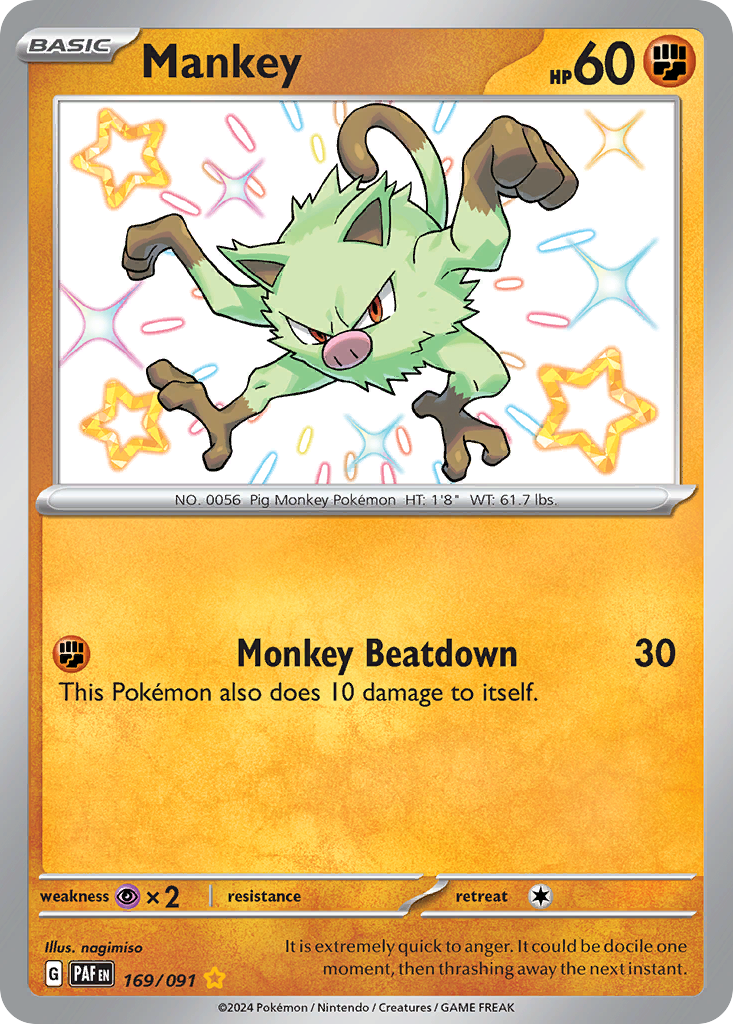 BASIC Mankey HP 60
NO. 0056 Pig Monkey Pokémon HT: 1'8" WT: 61.7 lbs.
Monkey Beatdown 30
This Pokémon also does 10 damage to itself.
weakness ×2 resistance retreat
Illus. nagimiso
It is extremely quick to anger. It could be docile one
moment, then thrashing away the next instant.
G PAF EN 169/091
©2024 Pokémon / Nintendo / Creatures / GAME FREAK